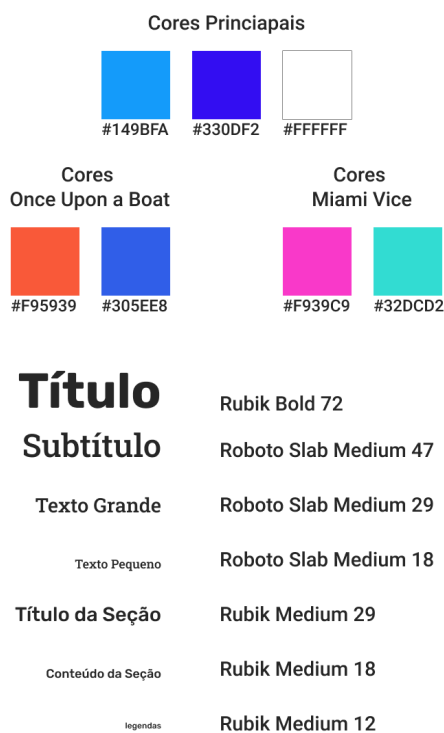 Cores Princiapais
#149BFA #330DF2 #FFFFFF
Cores
Once Upon a Boat
#F95939 #305EE8
Cores
Miami Vice
#F939C9 #32DCD2
Título Rubik Bold 72
Subtítulo Roboto Slab Medium 47
Texto Grande Roboto Slab Medium 29
Texto Pequeno Roboto Slab Medium 18
Título da Seção Rubik Medium 29
Conteúdo da Seção Rubik Medium 18
legendas Rubik Medium 12